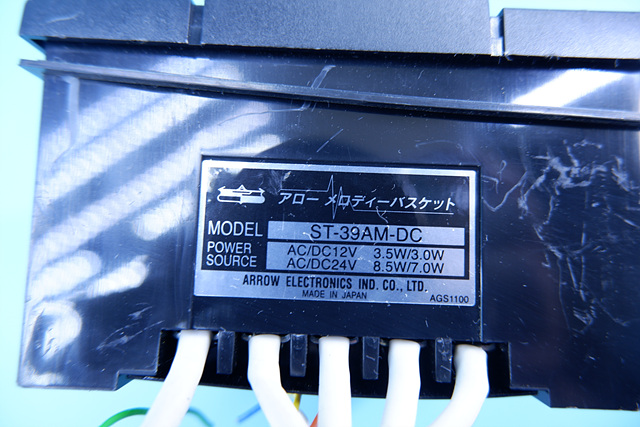 アロー メロディーバスケット
MODEL ST-39AM-DC
POWER SOURCE AC/DC12V 3.5W/3.0W
AC/DC24V 8.5W/7.0W
ARROW ELECTRONICS IND. CO., LTD.
MADE IN JAPAN AGS1100